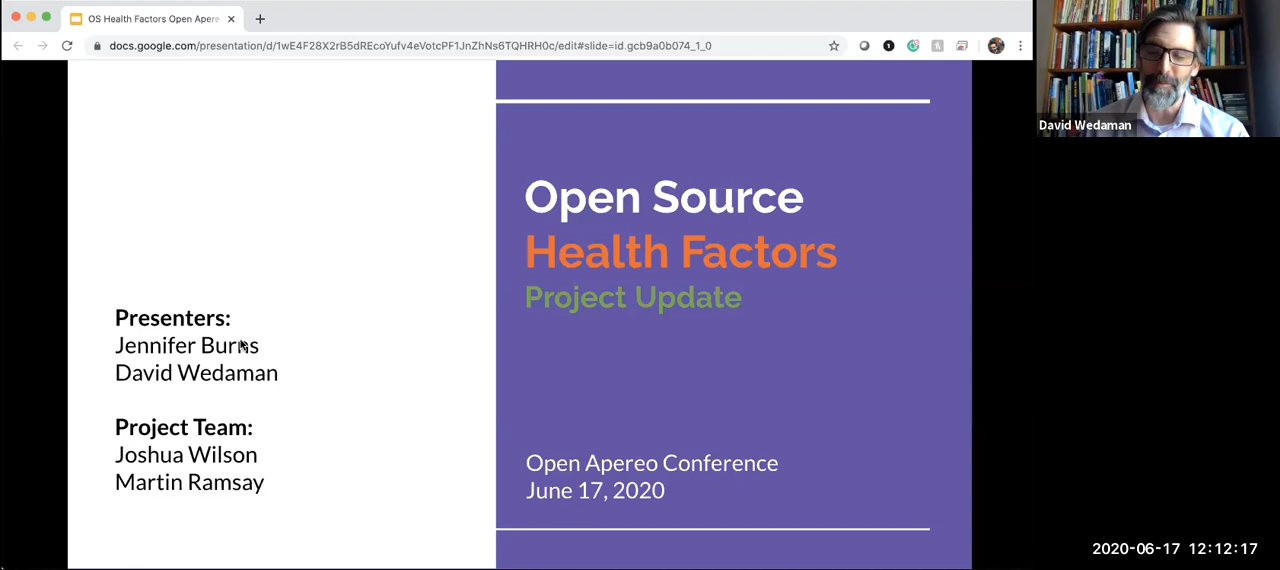 OS Health Factors Open Apere
docs.google.com/presentation/d/1wE4F28X2rB5dREcoYufv4eVotcPF1JnZhNs6TQHRH0c/edit#slide=id.gcb9a0b074_1_0
David Wedaman
Open Source
Health Factors
Project Update
Presenters:
Jennifer Burns
David Wedaman
Project Team:
Joshua Wilson
Martin Ramsay
Open Apereo Conference
June 17, 2020
2020-06-17 12:12:17